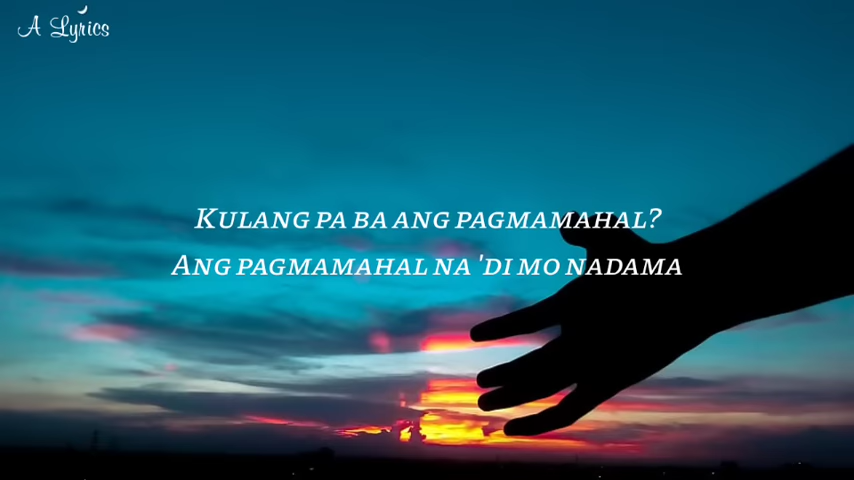 A Lyrics
KULANG PA BA ANG PAGMAMAHAL?
ANG PAGMAMAHAL NA 'DI MO NADAMA